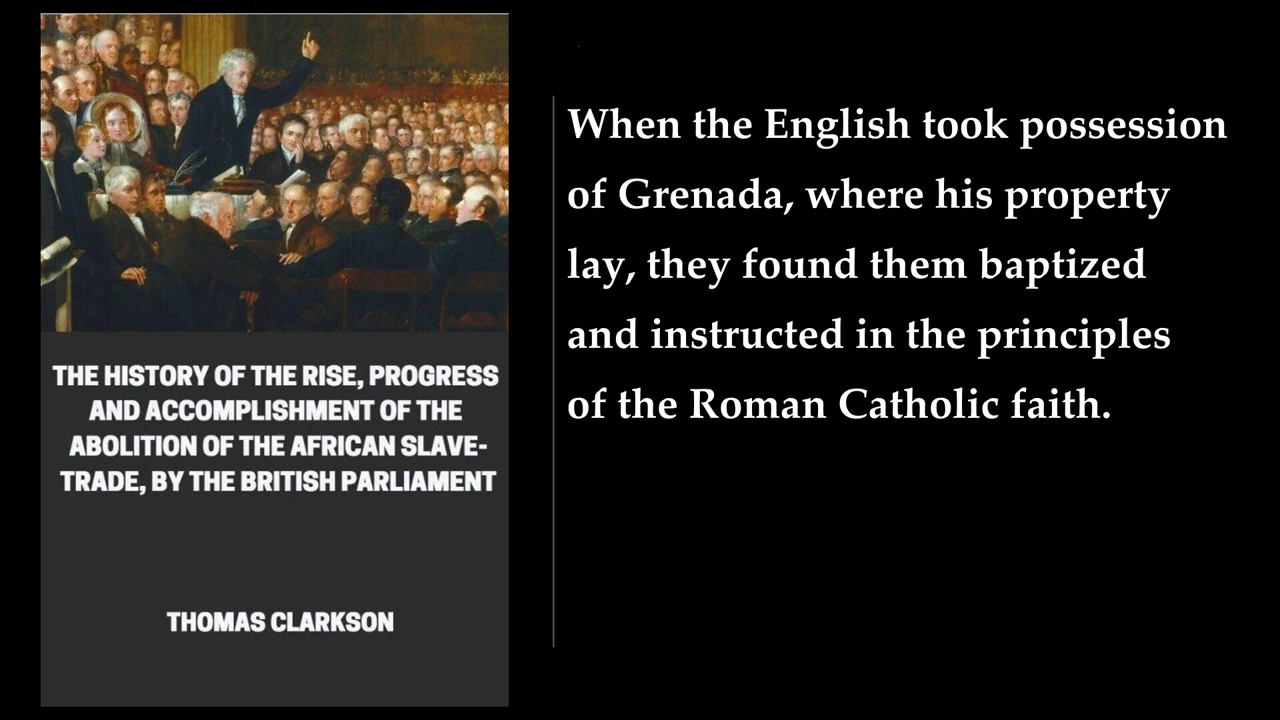 THE HISTORY OF THE RISE, PROGRESS
AND ACCOMPLISHMENT OF THE
ABOLITION OF THE AFRICAN SLAVE-
TRADE, BY THE BRITISH PARLIAMENT
THOMAS CLARKSON
When the English took possession
of Grenada, where his property
lay, they found them baptized
and instructed in the principles
of the Roman Catholic faith.